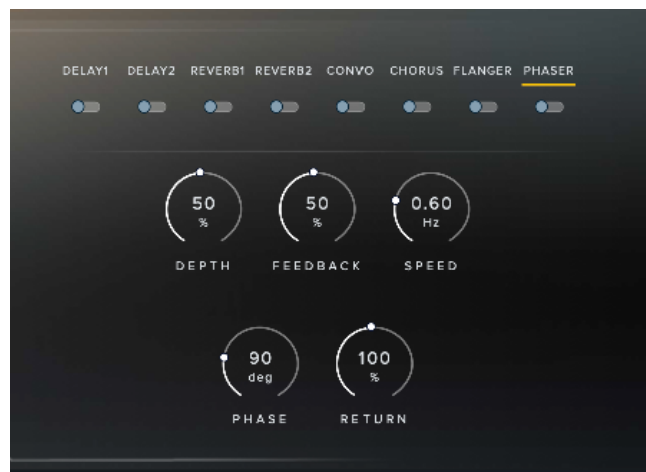 DELAY1 DELAY2 REVERB1 REVERB2 CONVO CHORUS FLANGER PHASER
50 50 0.60
% % Hz
DEPTH FEEDBACK SPEED
90 100
deg %
PHASE RETURN